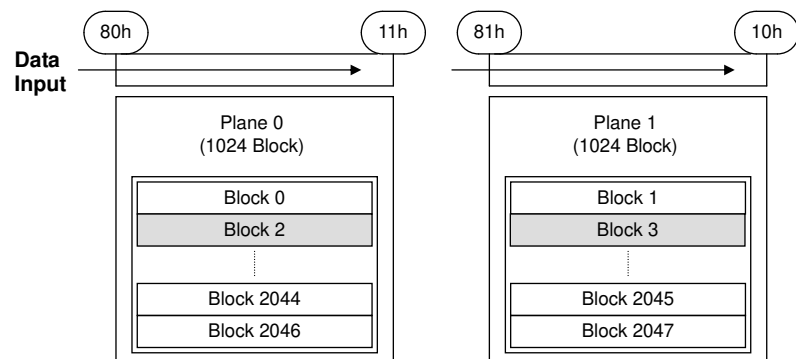 80h
11h
81h
10h
Data
Input
Plane 0
(1024 Block)
Plane 1
(1024 Block)
Block 0
Block 2
Block 2044
Block 2046
Block 1
Block 3
Block 2045
Block 2047